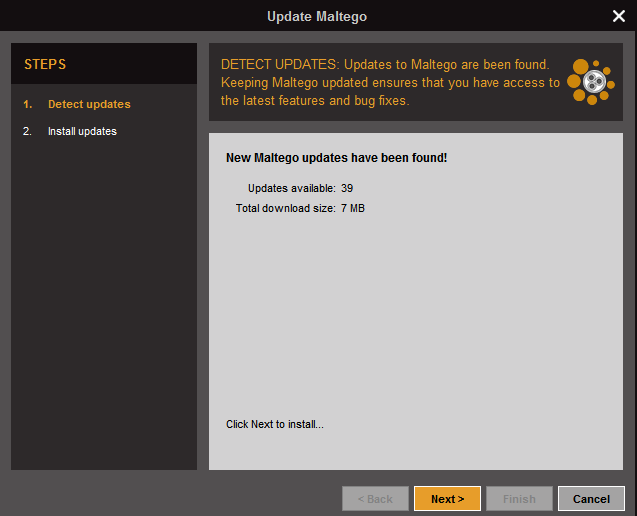 Update Maltego
STEPS
1. Detect updates
2. Install updates
DETECT UPDATES: Updates to Maltego are been found.
Keeping Maltego updated ensures that you have access to
the latest features and bug fixes.
New Maltego updates have been found!
Updates available: 39
Total download size: 7 MB
Click Next to install...
< Back
Next >
Finish
Cancel